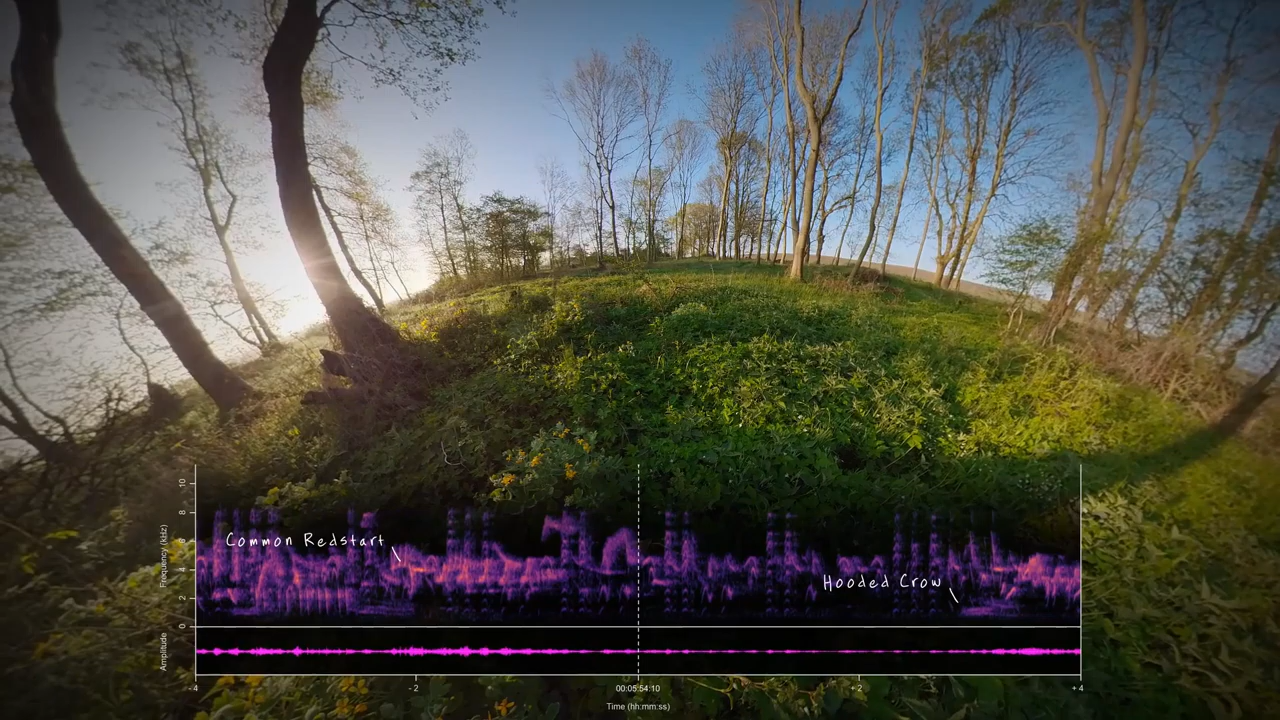 Common Redstart
Hooded Crow
Frequency (kHz)
10
8
6
4
2
0
Amplitude
-4
-2
00:05:54:10
+2
+4
Time (hh:mm:ss)